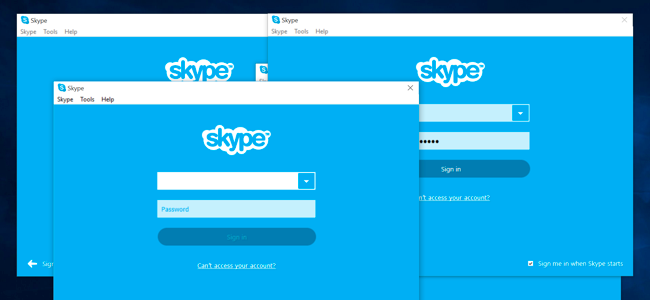 Skype
Skype Tools Help
skype
Skype
Skype Tools Help
skype
Sign in
Can't access your account?
Sign me in when Skype starts
Skype
Skype Tools Help
skype
Password
Sign in
Can't access your account?